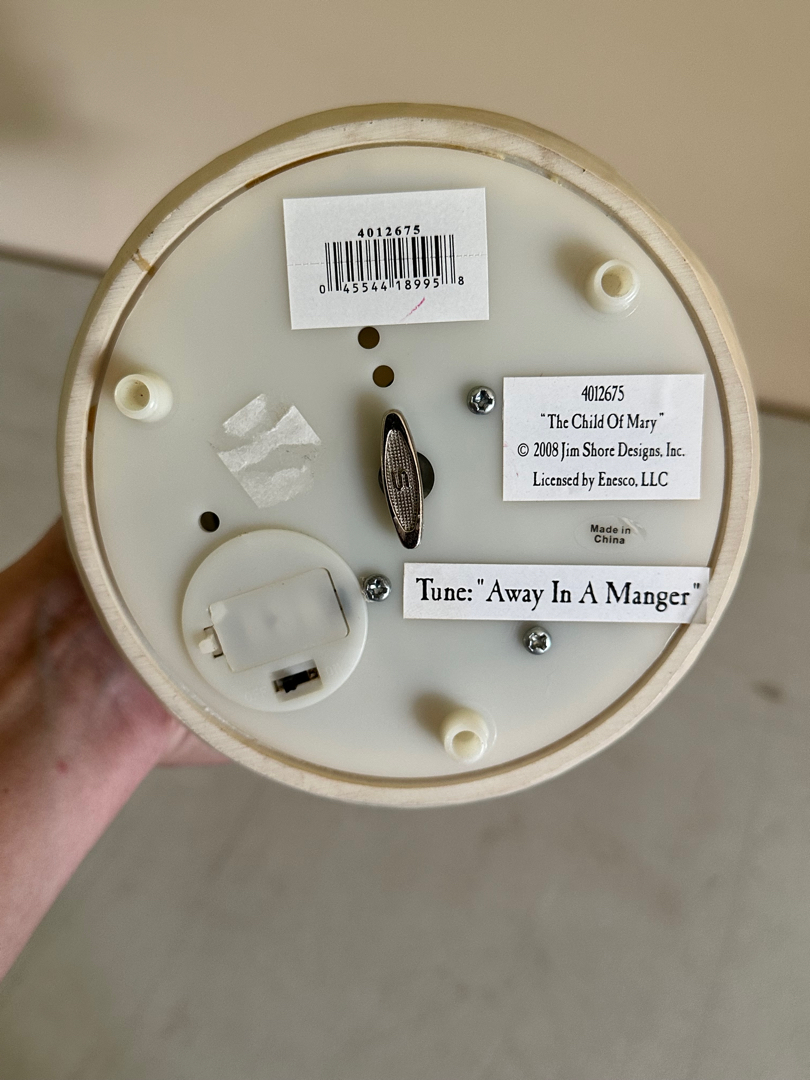 4012675
0 45544 18995 8
4012675
“The Child Of Mary”
© 2008 Jim Shore Designs, Inc.
Licensed by Enesco, LLC
S
Made in
China
Tune: "Away In A Manger"